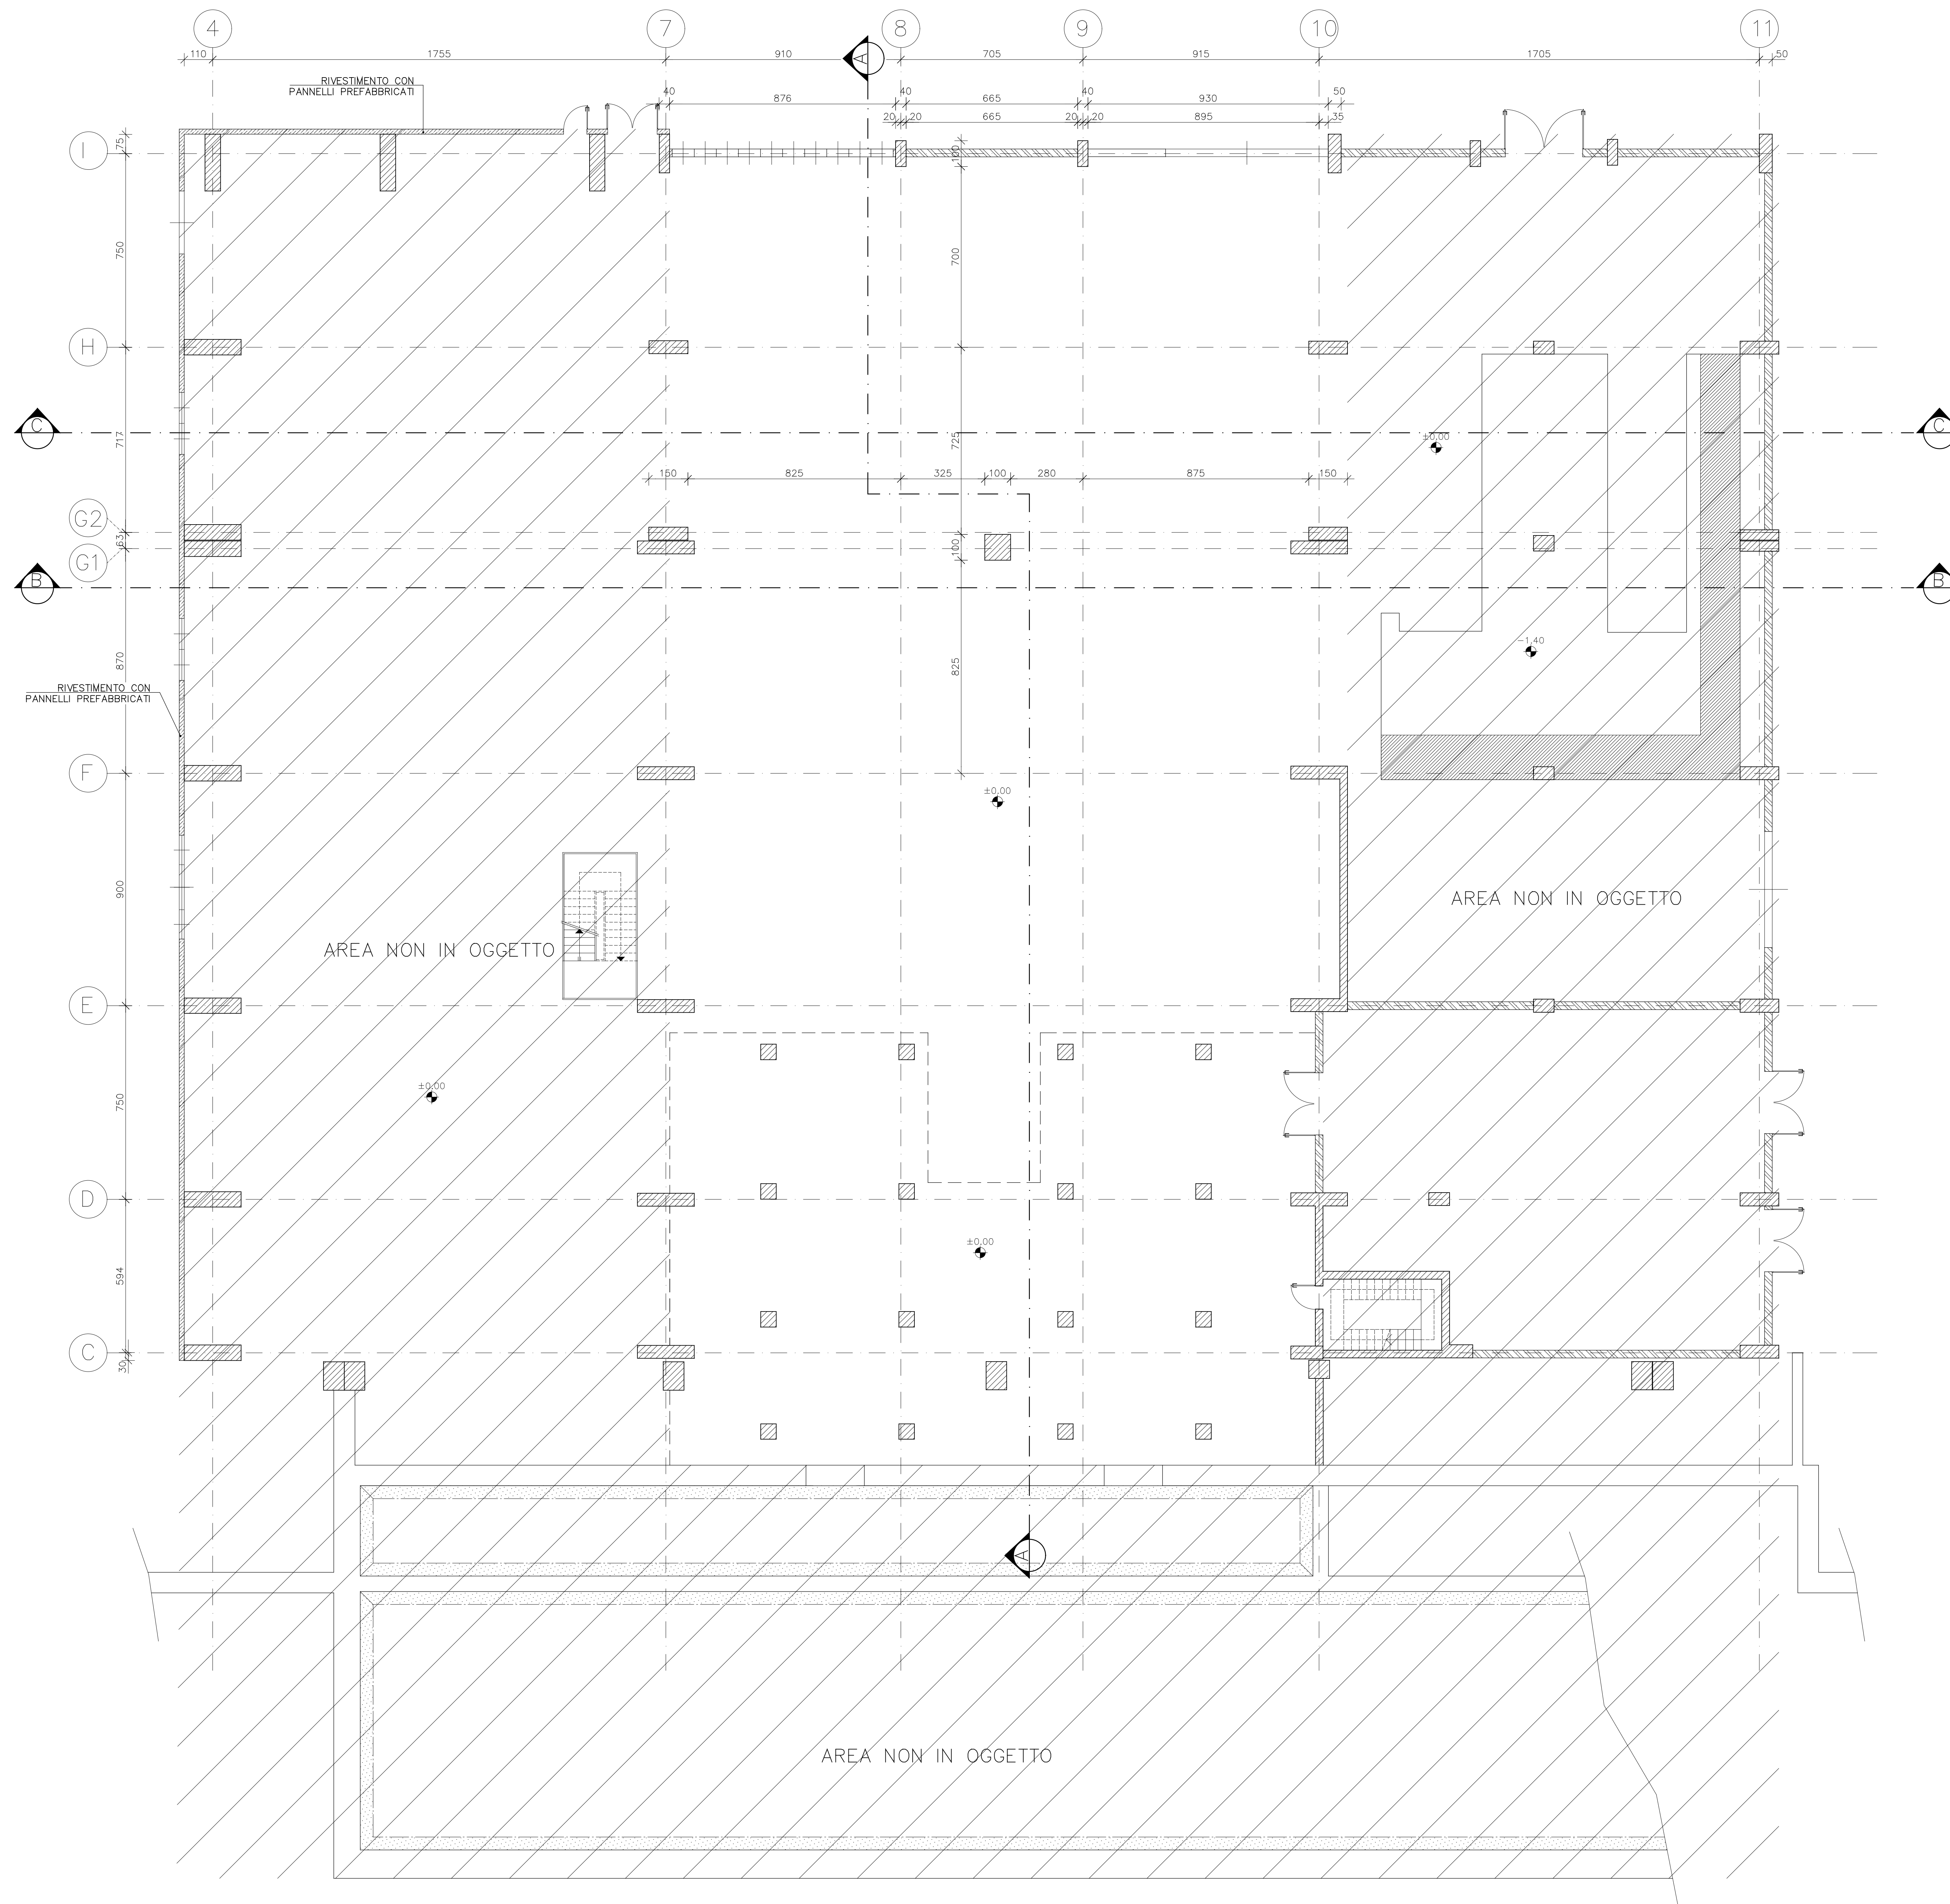 4 7 8 9 10 11
110 1755 910 A 705 915 1705 50
RIVESTIMENTO CON
PANNELLI PREFABBRICATI
40 876 40 665 40 930 50
20 20 665 20 20 895 35
I
75
100
750
700
H
C
717
725
±0,00
C
150 825 325 100 280 875 150
G2
63
G1
100
B
B
870
825
-1,40
RIVESTIMENTO CON
PANNELLI PREFABBRICATI
F
±0,00
900
AREA NON IN OGGETTO
AREA NON IN OGGETTO
E
±0,00
750
D
±0,00
594
C
30
A
AREA NON IN OGGETTO